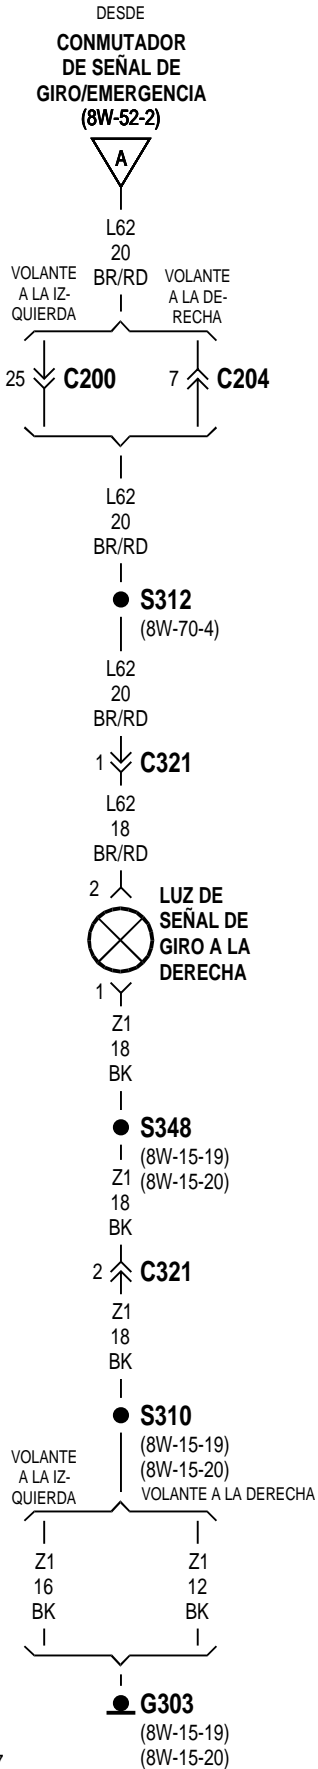 DESDE
CONMUTADOR
DE SEÑAL DE
GIRO/EMERGENCIA
(8W-52-2)
A
L62
20
BR/RD
VOLANTE
A LA IZ-
QUIERDA
VOLANTE
A LA DE-
RECHA
25 C200
7 C204
L62
20
BR/RD
S312
(8W-70-4)
L62
20
BR/RD
1 C321
L62
18
BR/RD
2
LUZ DE
SEÑAL DE
GIRO A LA
DERECHA
1
Z1
18
BK
S348
(8W-15-19)
(8W-15-20)
Z1
18
BK
2 C321
Z1
18
BK
S310
(8W-15-19)
(8W-15-20)
VOLANTE
A LA IZ-
QUIERDA
VOLANTE A LA DERECHA
Z1
16
BK
Z1
12
BK
G303
(8W-15-19)
(8W-15-20)